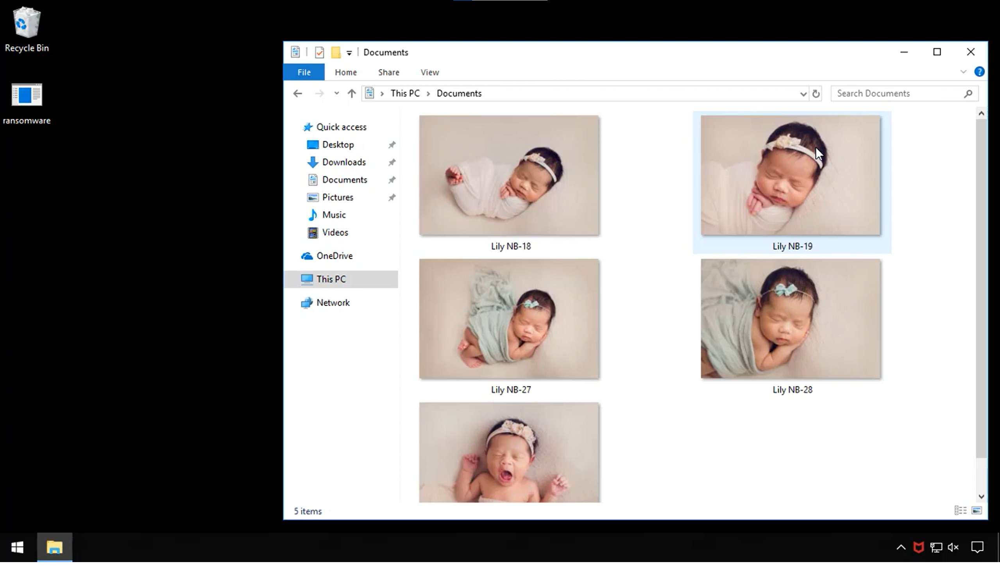 Recycle Bin
ransomware
Documents
File Home Share View
This PC Documents
Search Documents
Quick access
Desktop
Downloads
Documents
Pictures
Music
Videos
OneDrive
This PC
Network
Lily NB-18
Lily NB-19
Lily NB-27
Lily NB-28
5 items